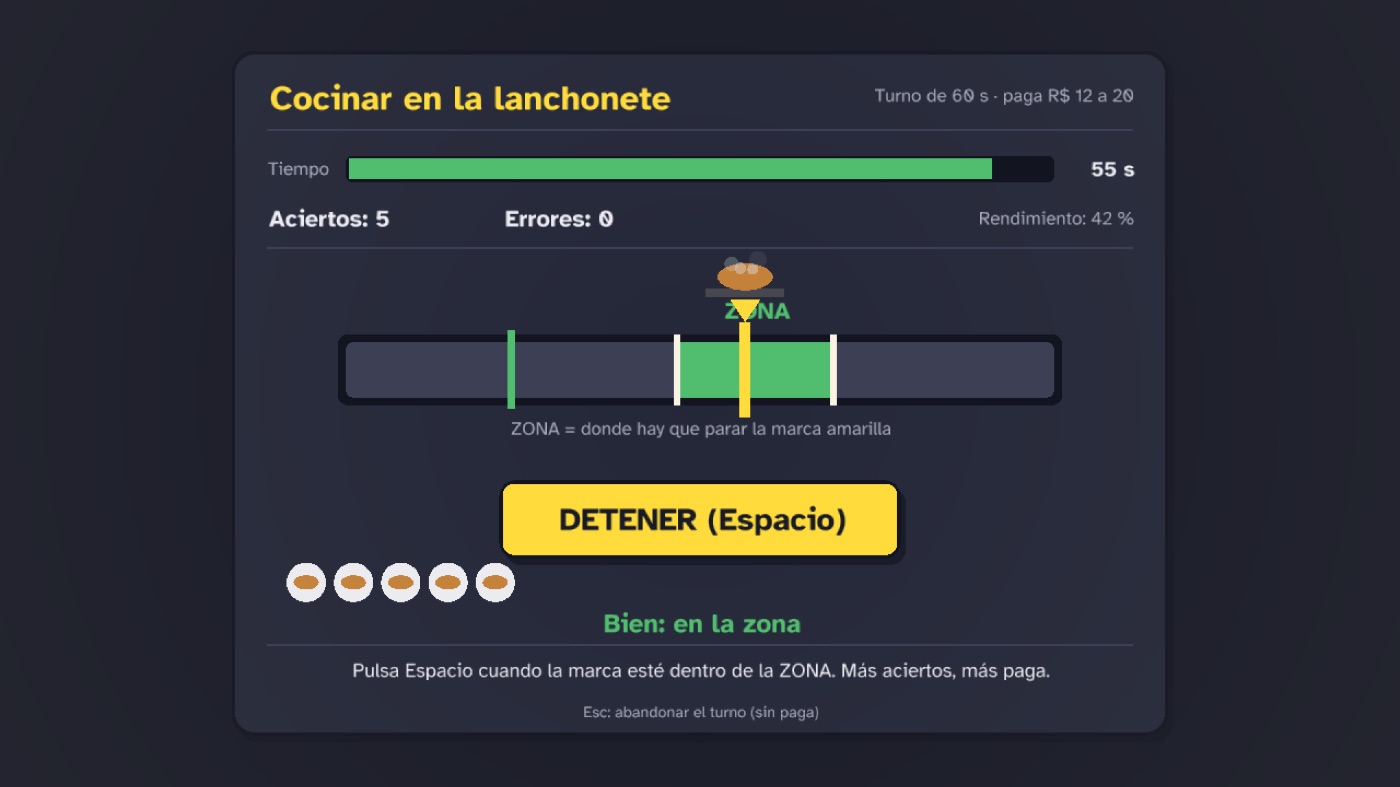 Cocinar en la lanchonete
Turno de 60 s · paga R$ 12 a 20
Tiempo
55 s
Aciertos: 5
Errores: 0
Rendimiento: 42 %
ZONA
ZONA = donde hay que parar la marca amarilla
DETENER (Espacio)
Bien: en la zona
Pulsa Espacio cuando la marca esté dentro de la ZONA. Más aciertos, más paga.
Esc: abandonar el turno (sin paga)